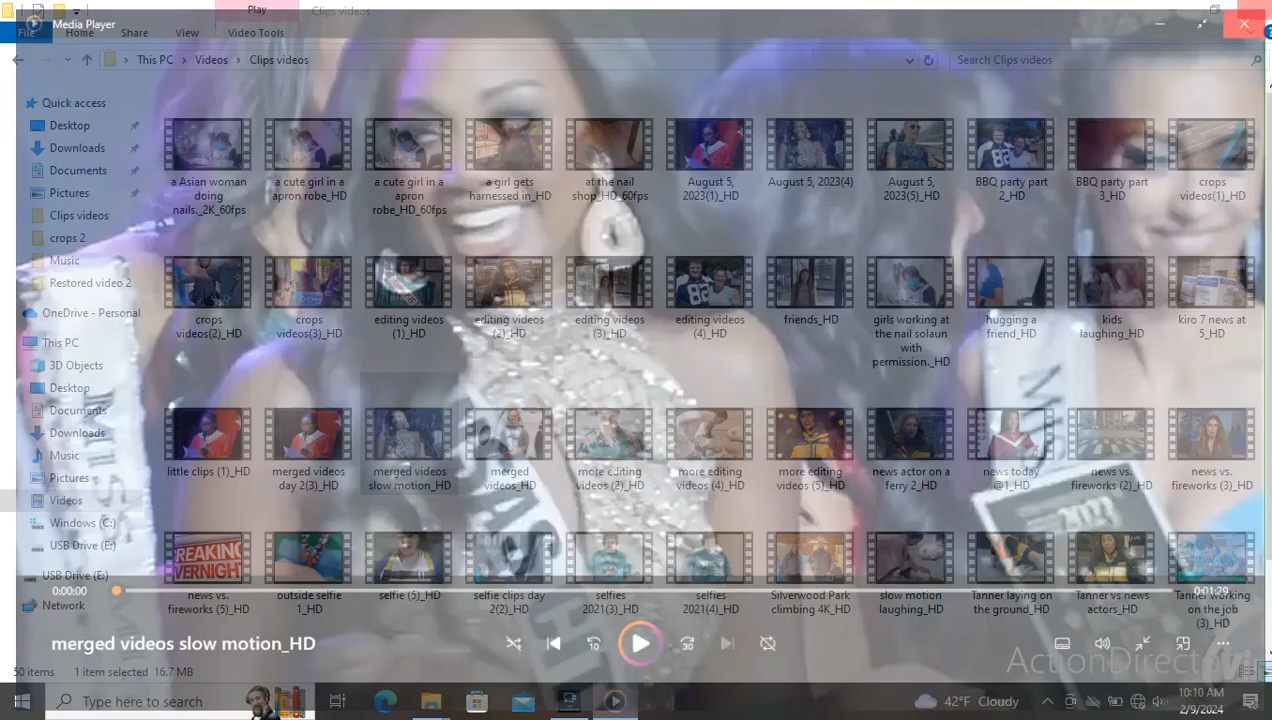 Play
Clips videos
Media Player
File
Home
Share
View
Video Tools
This PC
Videos
Clips videos
Search Clips videos
Quick access
Desktop
Downloads
Documents
Pictures
Clips videos
crops 2
Music
Restored video 2
OneDrive - Personal
This PC
3D Objects
Desktop
Documents
Downloads
Music
Pictures
Videos
Windows (C:)
USB Drive (E:)
USB Drive (E:)
Network
a Asian woman
doing
nails._2K_60fps
a cute girl in a
apron robe_HD
a cute girl in a
apron
robe_HD_60fps
a girl gets
harnessed in_HD
at the nail
shop_HD_60fps
August 5,
2023(1)_HD
August 5, 2023(4)
August 5,
2023(5)_HD
BBQ party part
2_HD
BBQ party part
3_HD
crops
videos(1)_HD
crops
videos(2)_HD
crops
videos(3)_HD
editing videos
(1)_HD
editing videos
(2)_HD
editing videos
(3)_HD
editing videos
(4)_HD
friends_HD
girls working at
the nail solaun
with
permission._HD
hugging a
friend_HD
kids
laughing_HD
kiro 7 news at
5_HD
little clips (1)_HD
merged videos
day 2(3)_HD
merged videos
slow motion_HD
merged
videos_HD
more editing
videos (2)_HD
more editing
videos (4)_HD
more editing
videos (5)_HD
news actor on a
ferry 2_HD
news today
@1_HD
news vs.
fireworks (2)_HD
news vs.
fireworks (3)_HD
BREAKING
OVERNIGHT
news vs.
fireworks (5)_HD
outside selfie
1_HD
selfie (5)_HD
selfie clips day
2(2)_HD
selfies
2021(3)_HD
selfies
2021(4)_HD
Silverwood Park
climbing 4K_HD
slow motion
laughing_HD
Tanner laying on
the ground_HD
Tanner vs news
actors_HD
Tanner working
on the job
(3)_HD
0:00:00
0:01:29
merged videos slow motion_HD
10
30
50 items
1 item selected 16.7 MB
ActionDirector
Type here to search
42°F Cloudy
10:10 AM
2/9/2024